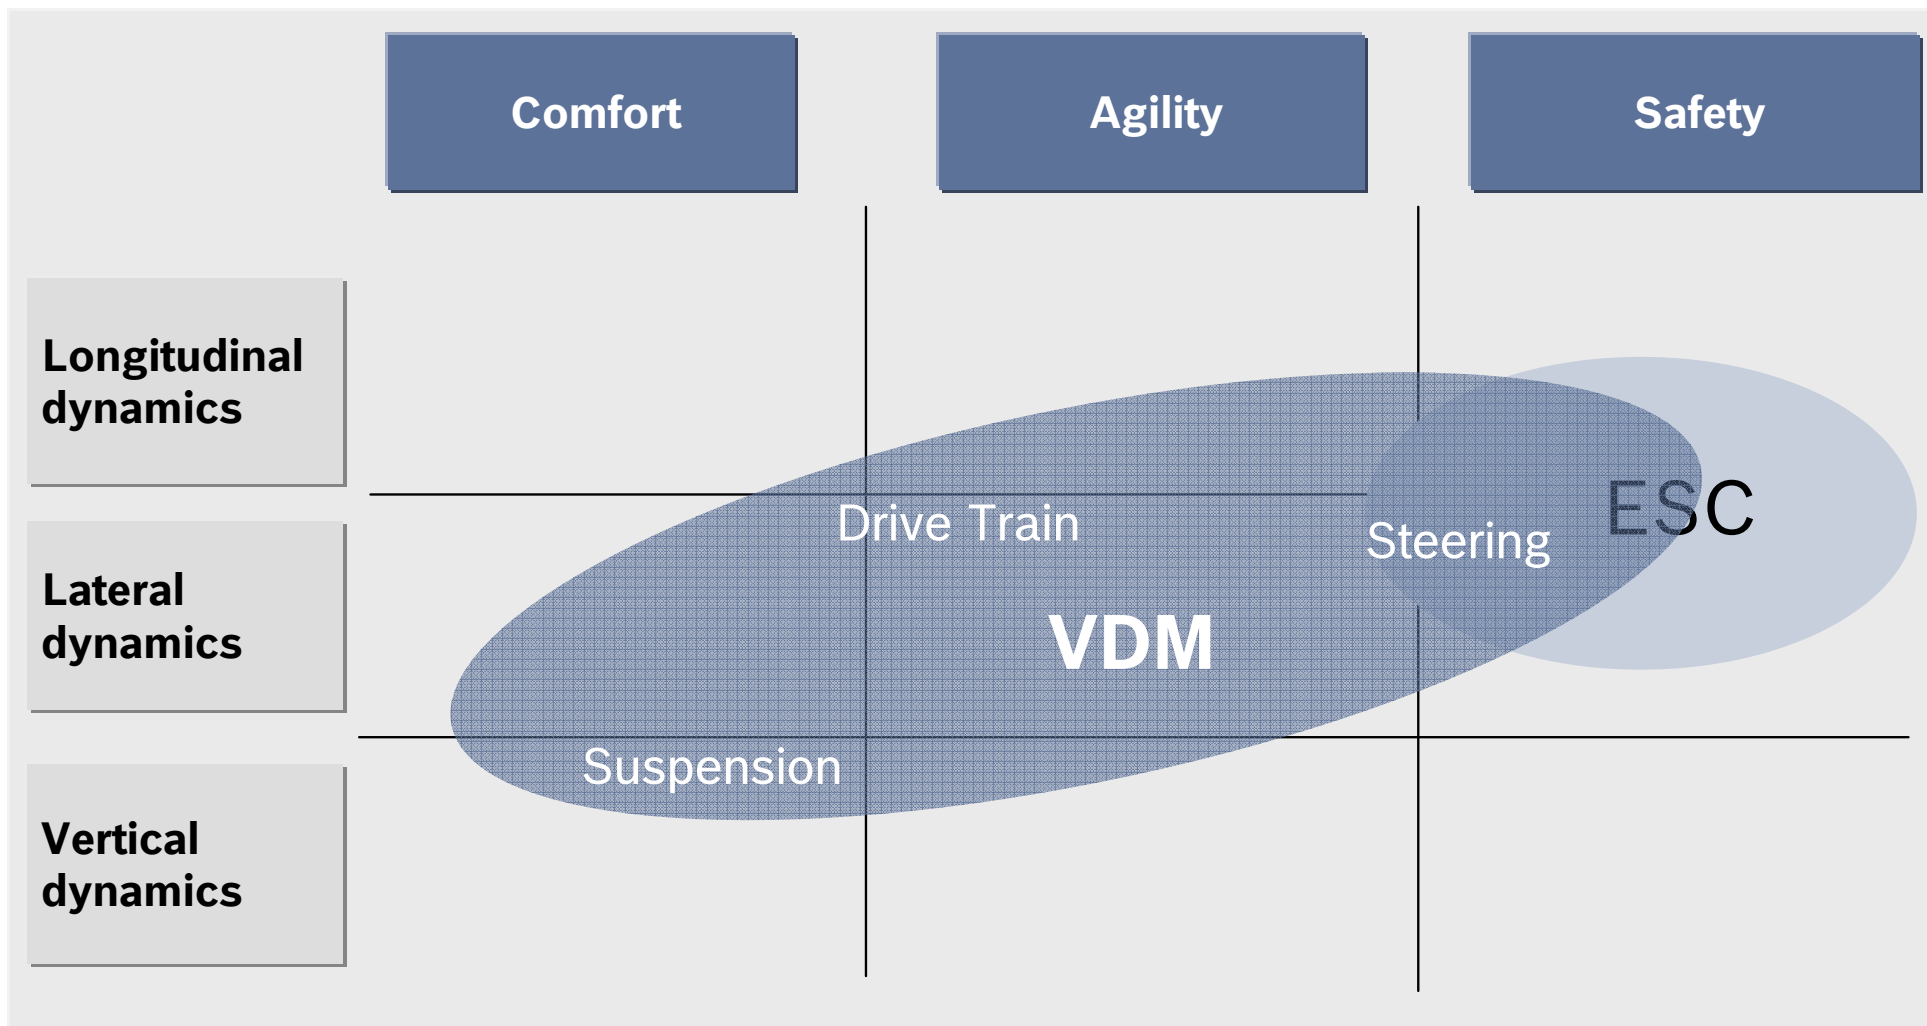 Comfort
Agility
Safety
Longitudinal
dynamics
Drive Train
Steering
ESC
Lateral
dynamics
VDM
Suspension
Vertical
dynamics